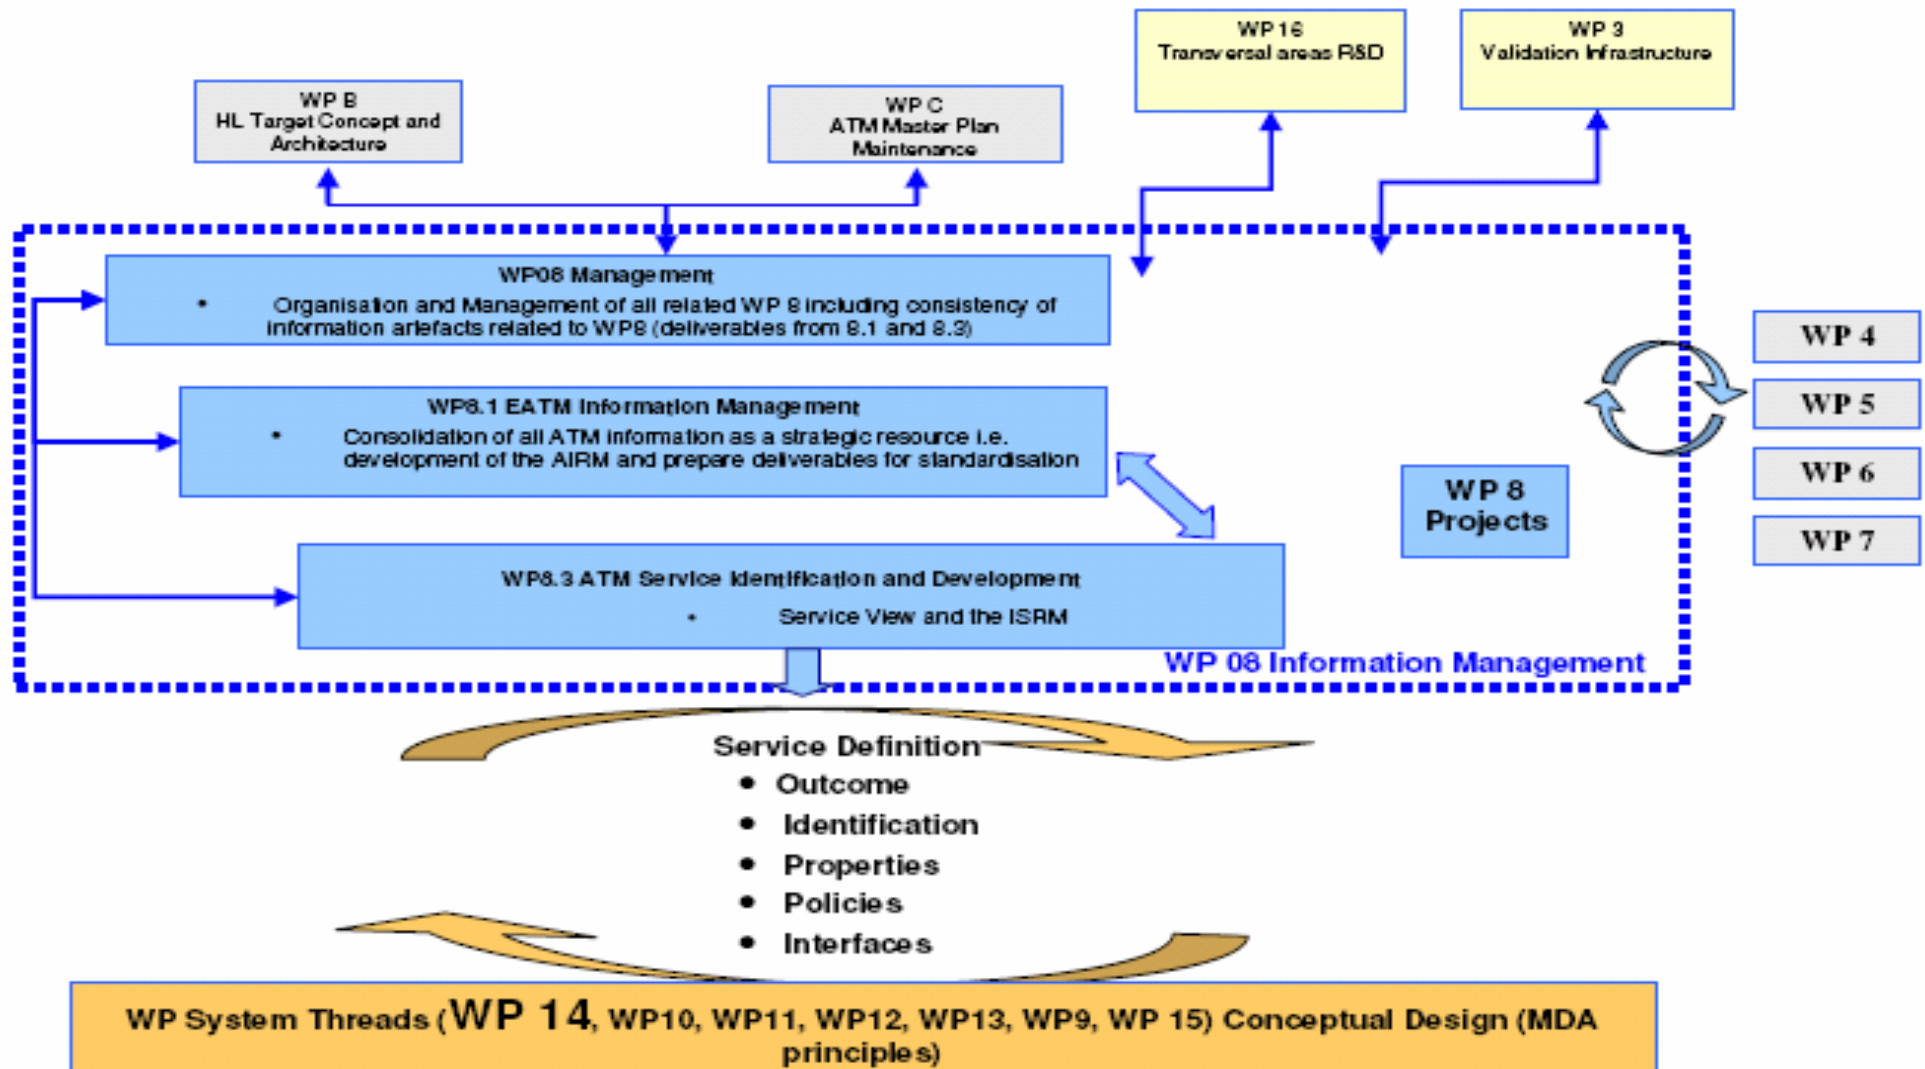 WP 16
Transversal areas R&D
WP 3
Validation Infrastructure
WP B
HL Target Concept and
Architecture
WP C
ATM Master Plan
Maintenance
WP08 Management
• Organisation and Management of all related WP 8 including consistency of
information artefacts related to WP8 (deliverables from 8.1 and 8.3)
WP8.1 EATM Information Management
• Consolidation of all ATM information as a strategic resource i.e.
development of the AIRM and prepare deliverables for standardisation
WP8.3 ATM Service Identification and Development
• Service View and the ISRM
WP 8
Projects
WP 4
WP 5
WP 6
WP 7
WP 08 Information Management
Service Definition
• Outcome
• Identification
• Properties
• Policies
• Interfaces
WP System Threads (WP 14, WP10, WP11, WP12, WP13, WP9, WP 15) Conceptual Design (MDA
principles)